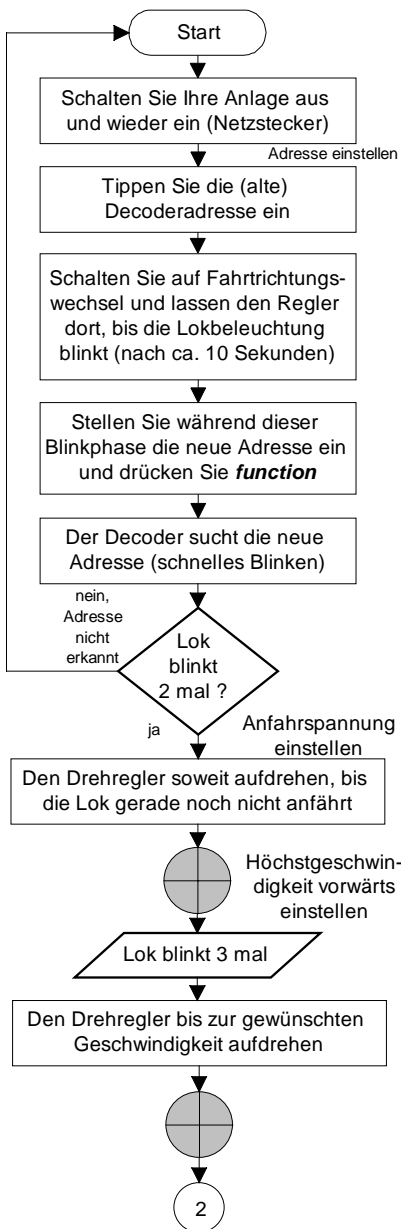 Start
Schalten Sie Ihre Anlage aus
und wieder ein (Netzstecker)
Adresse einstellen
Tippen Sie die (alte)
Decoderadresse ein
Schalten Sie auf Fahrtrichtungs-
wechsel und lassen den Regler
dort, bis die Lokbeleuchtung
blinkt (nach ca. 10 Sekunden)
Stellen Sie während dieser
Blinkphase die neue Adresse ein
und drücken Sie function
Der Decoder sucht die neue
Adresse (schnelles Blinken)
nein,
Adresse
nicht
erkannt
Lok
blinkt
2 mal ?
ja
Anfahrspannung
einstellen
Den Drehregler soweit aufdrehen, bis
die Lok gerade noch nicht anfährt
Höchstgeschwin-
digkeit vorwärts
einstellen
Lok blinkt 3 mal
Den Drehregler bis zur gewünschten
Geschwindigkeit aufdrehen
2